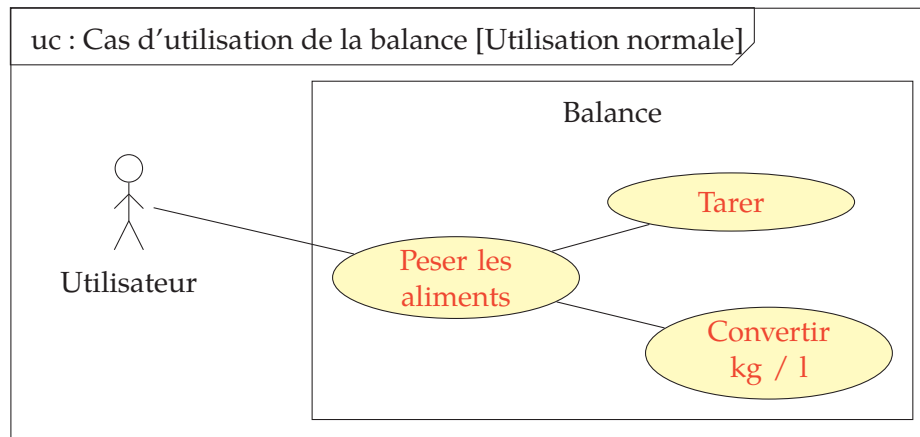 uc : Cas d’utilisation de la balance [Utilisation normale]
Balance
Tarer
Peser les
aliments
Utilisateur
Convertir
kg / l